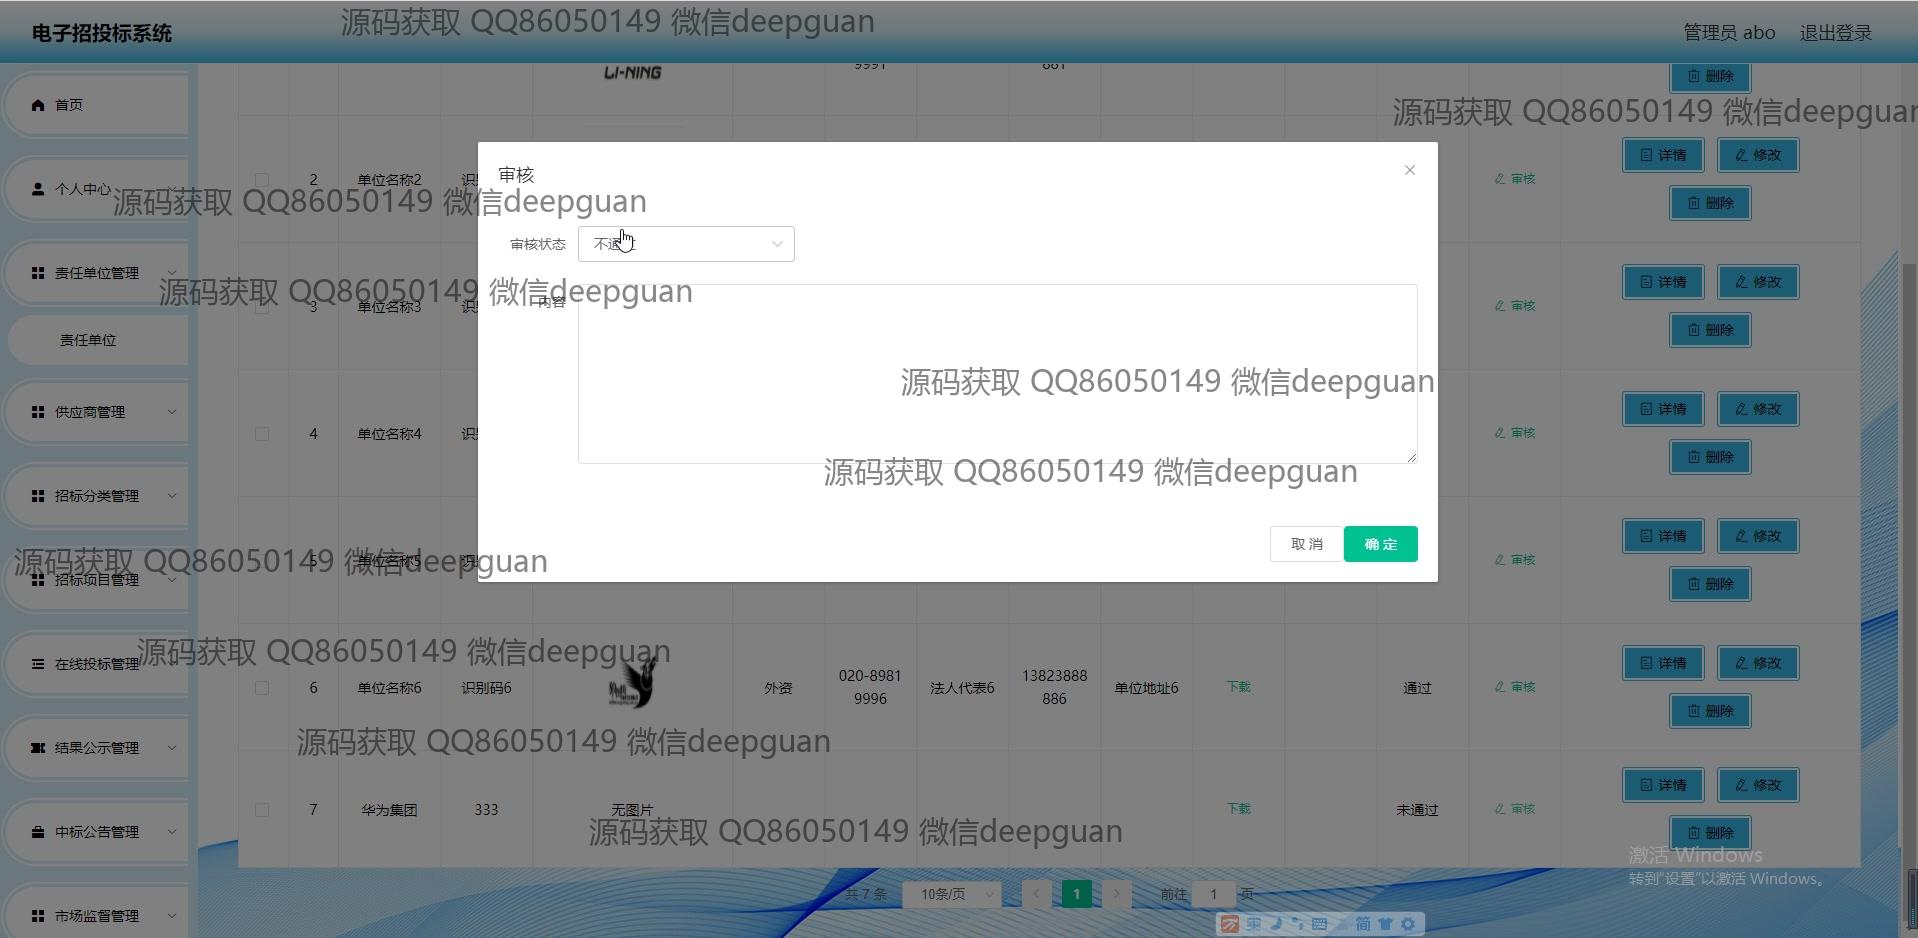 电子招投标系统
管理员 abo
退出登录
源码获取 QQ86050149 微信deepguan
首页
个人中心
责任单位管理
责任单位
供应商管理
招标分类管理
招标项目管理
在线投标管理
结果公示管理
中标公告管理
市场监督管理
LI-NING
9991
881
删除
源码获取 QQ86050149 微信deepguan
2 单位名称2
审核 详情 修改
删除
源码获取 QQ86050149 微信deepguan
审核
审核状态
内容
取消 确定
3 单位名称3
审核 详情 修改
删除
源码获取 QQ86050149 微信deepguan
源码获取 QQ86050149 微信deepguan
4 单位名称4
审核 详情 修改
删除
源码获取 QQ86050149 微信deepguan
5 单位名称5
审核 详情 修改
删除
源码获取 QQ86050149 微信deepguan
源码获取 QQ86050149 微信deepguan
6 单位名称6 识别码6 外资 020-8981 9996 法人代表6 13823888 886 单位地址6 下载 通过 审核 详情 修改
删除
源码获取 QQ86050149 微信deepguan
7 华为集团 333 无图片 下载 未通过 审核 详情 修改
删除
源码获取 QQ86050149 微信deepguan
激活 Windows
转到"设置"以激活 Windows。
共 7 条 10条/页 1 前往 1 页
英 简